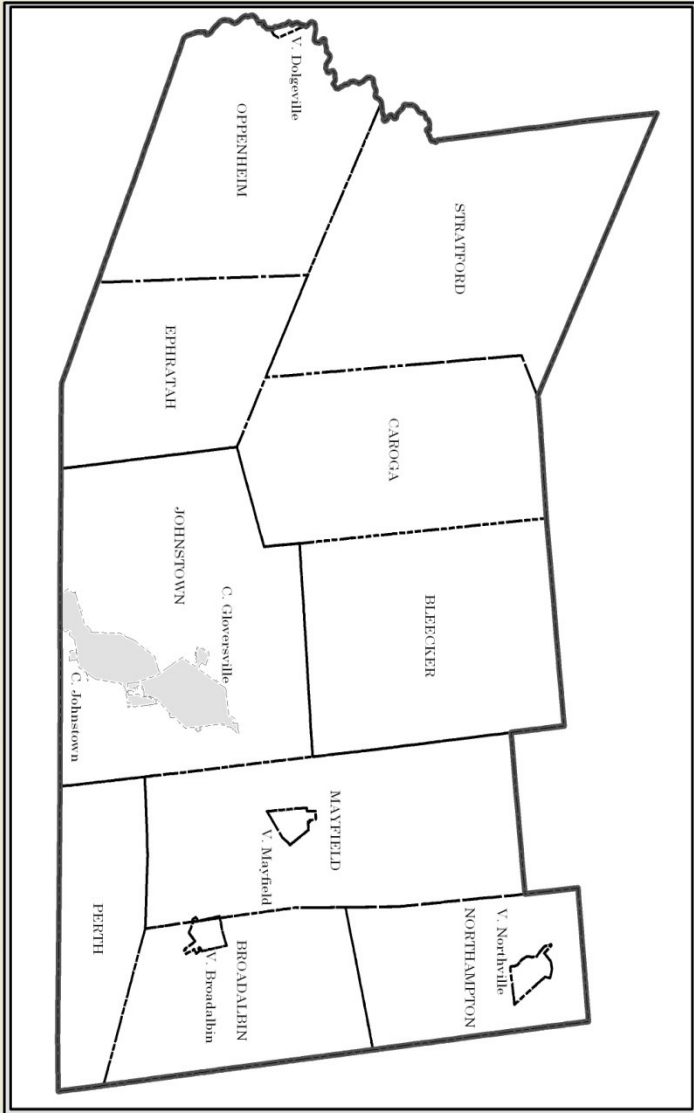 STRATFORD
CAROGA
BLEECKER
V. Northville
NORTHAMPTON
MAYFIELD
V. Mayfield
V. Dolgeville
OPPENHEIM
EPHRATAH
JOHNSTOWN
C. Gloversville
C. Johnstown
BROADALBIN
V. Broadalbin
PERTH